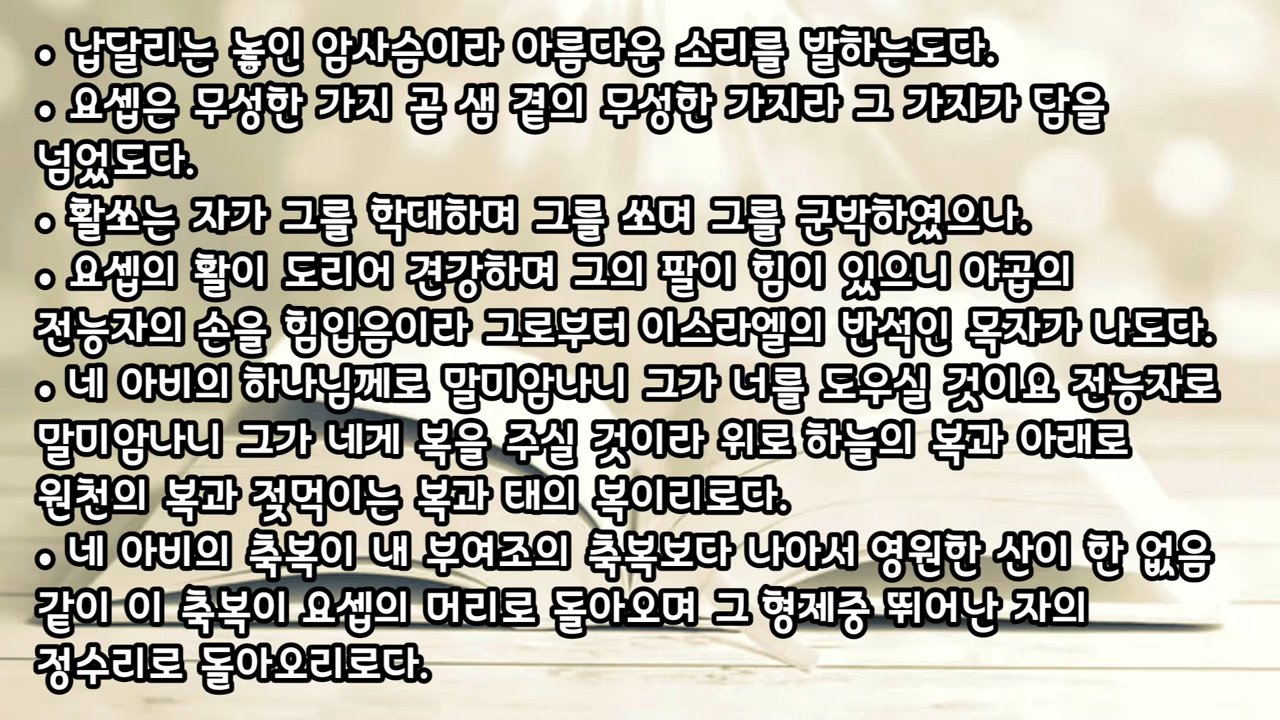 • 납달리는 놓인 암사슴이라 아름다운 소리를 발하는도다.
• 요셉은 무성한 가지 곧 샘 곁의 무성한 가지라 그 가지가 담을
넘었도다.
• 활쏘는 자가 그를 학대하며 그를 쏘며 그를 군박하였으나.
• 요셉의 활이 도리어 견강하며 그의 팔이 힘이 있으니 야곱의
전능자의 손을 힘입음이라 그로부터 이스라엘의 반석인 목자가 나도다.
• 네 아비의 하나님께로 말미암나니 그가 너를 도우실 것이요 전능자로
말미암나니 그가 네게 복을 주실 것이라 위로 하늘의 복과 아래로
원천의 복과 젖먹이는 복과 태의 복이리로다.
• 네 아비의 축복이 내 부여조의 축복보다 나아서 영원한 산이 한 없음
같이 이 축복이 요셉의 머리로 돌아오며 그 형제중 뛰어난 자의
정수리로 돌아오리로다.